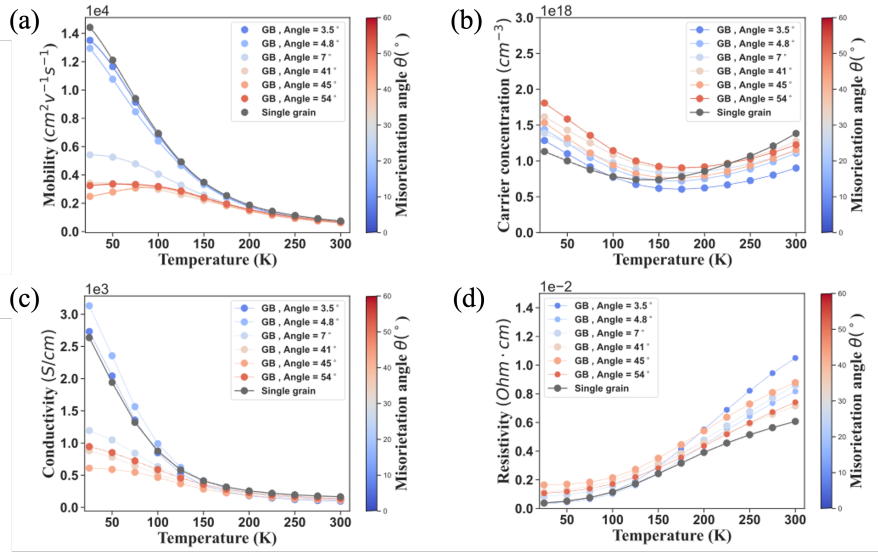 (a)
1e4
Mobility (cm²v⁻¹s⁻¹)
1.4
1.2
1.0
0.8
0.6
0.4
0.2
0.0
50 100 150 200 250 300
Temperature (K)
GB , Angle = 3.5°
GB , Angle = 4.8°
GB , Angle = 7°
GB , Angle = 41°
GB , Angle = 45°
GB , Angle = 54°
Single grain
60
50
40
30
20
10
0
Misorientation angle θ(°)
(b)
1e18
Carrier concentration (cm⁻³)
3.0
2.5
2.0
1.5
1.0
0.5
0.0
50 100 150 200 250 300
Temperature (K)
GB , Angle = 3.5°
GB , Angle = 4.8°
GB , Angle = 7°
GB , Angle = 41°
GB , Angle = 45°
GB , Angle = 54°
Single grain
60
50
40
30
20
10
0
Misorietation angle θ(°)
(c)
1e3
Conductivity (S/cm)
3.0
2.5
2.0
1.5
1.0
0.5
0.0
50 100 150 200 250 300
Temperature (K)
GB , Angle = 3.5°
GB , Angle = 4.8°
GB , Angle = 7°
GB , Angle = 41°
GB , Angle = 45°
GB , Angle = 54°
Single grain
60
50
40
30
20
10
0
Misorietation angle θ(°)
(d)
1e-2
Resistivity (Ohm · cm)
1.4
1.2
1.0
0.8
0.6
0.4
0.2
0.0
50 100 150 200 250 300
Temperature (K)
GB , Angle = 3.5°
GB , Angle = 4.8°
GB , Angle = 7°
GB , Angle = 41°
GB , Angle = 45°
GB , Angle = 54°
Single grain
60
50
40
30
20
10
0
Misorietation angle θ(°)